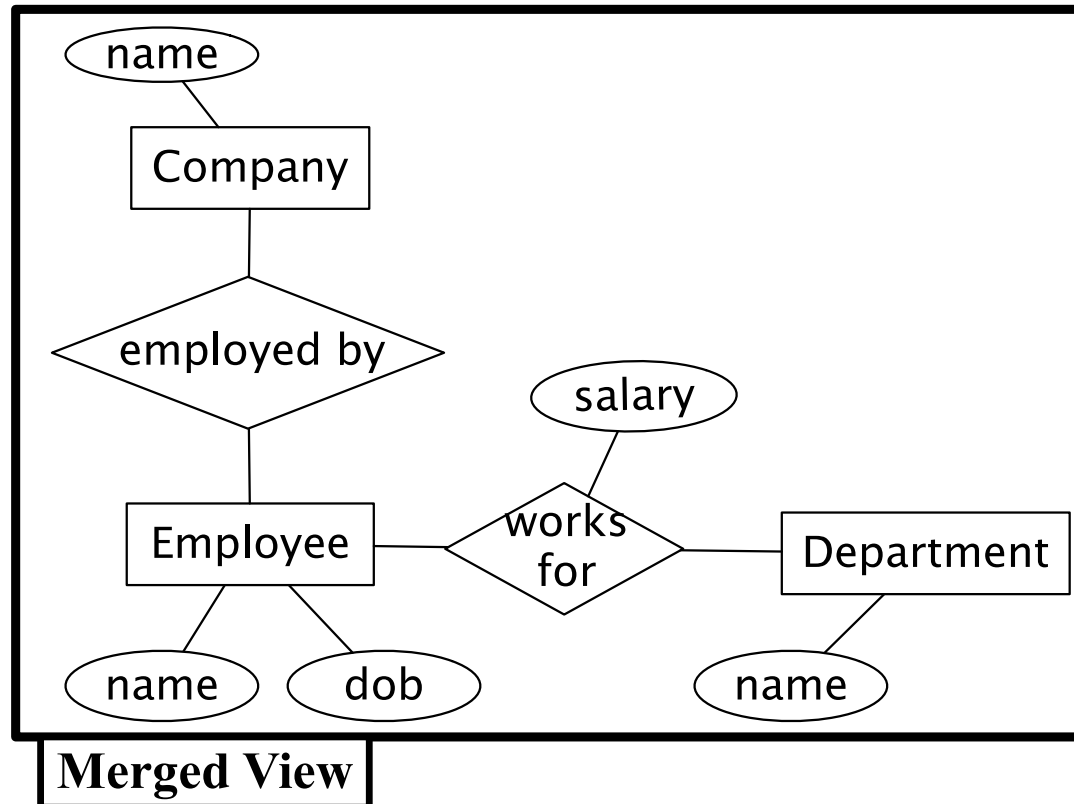 name
Company
employed by
salary
works
for
Employee
Department
name
dob
name
Merged View